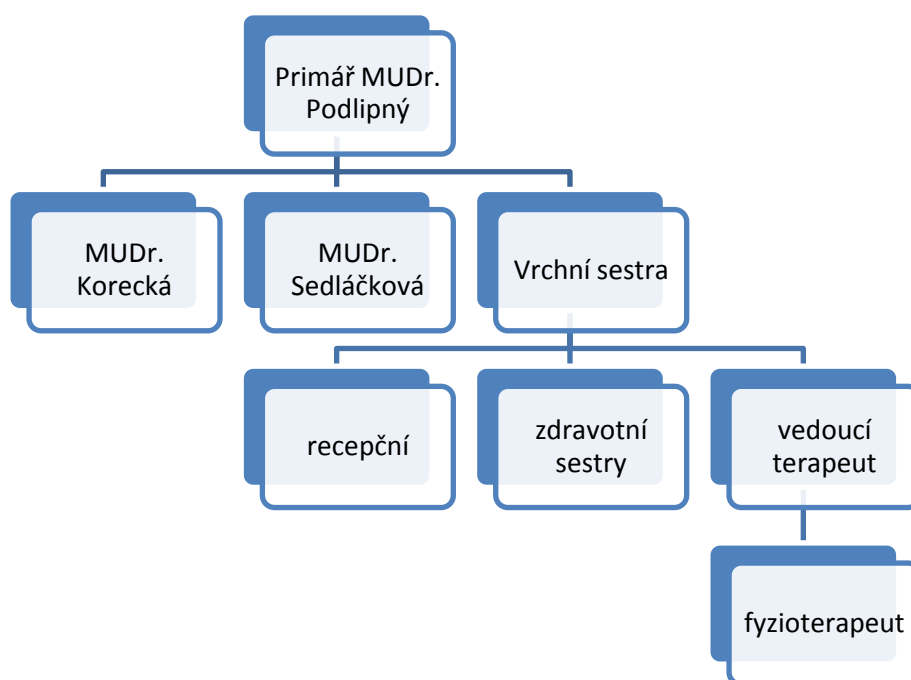 Primář MUDr.
Podlipný
MUDr.
Korecká
MUDr.
Sedláčková
Vrchní sestra
recepční
zdravotní
sestry
vedoucí
terapeut
fyzioterapeut